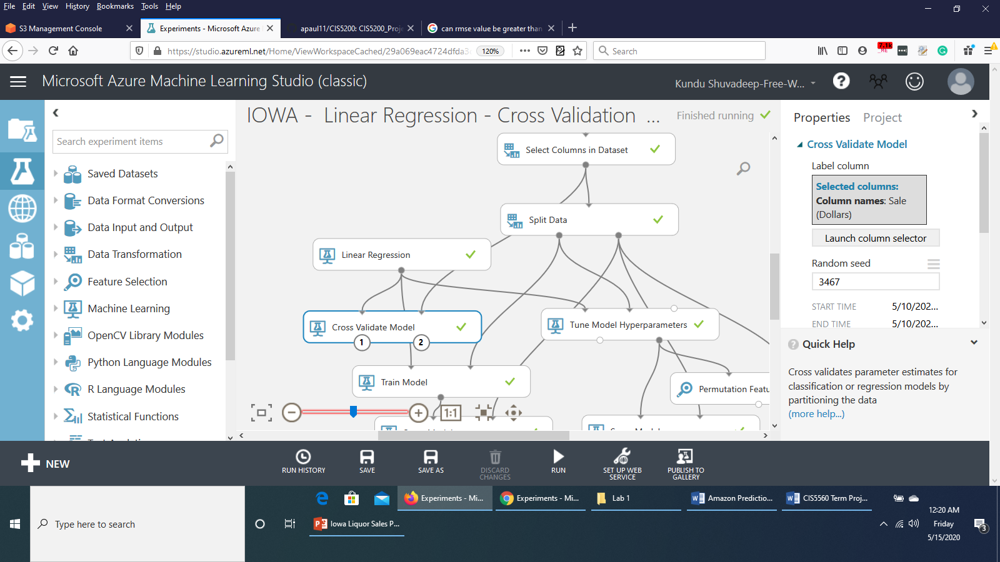 File Edit View History Bookmarks Tools Help
S3 Management Console
Experiments - Microsoft Azure
apaul11/CIS5200: CIS5200_Proje
can rmse value be greater than
https://studio.azureml.net/Home/ViewWorkspaceCached/29a069eac4724dfda3
120%
Search
7.1k
ME
Microsoft Azure Machine Learning Studio (classic)
Kundu Shuvadeep-Free-W...
IOWA - Linear Regression - Cross Validation ...
Finished running
Properties Project
Search experiment items
Saved Datasets
Data Format Conversions
Data Input and Output
Data Transformation
Feature Selection
Machine Learning
OpenCV Library Modules
Python Language Modules
R Language Modules
Statistical Functions
Select Columns in Dataset
Split Data
Linear Regression
Cross Validate Model
1
2
Tune Model Hyperparameters
Train Model
Permutation Featu
1:1
Cross Validate Model
Label column
Selected columns:
Column names: Sale
(Dollars)
Launch column selector
Random seed
3467
START TIME 5/10/202...
END TIME 5/10/202...
Quick Help
Cross validates parameter estimates for
classification or regression models by
partitioning the data
(more help...)
NEW
RUN HISTORY
SAVE
SAVE AS
DISCARD
CHANGES
RUN
SET UP WEB
SERVICE
PUBLISH TO
GALLERY
Type here to search
Experiments - Mi...
Experiments - Mi...
Lab 1
Amazon Predictio...
CIS5560 Term Proj...
Iowa Liquor Sales P...
12:20 AM
Friday
5/15/2020
3